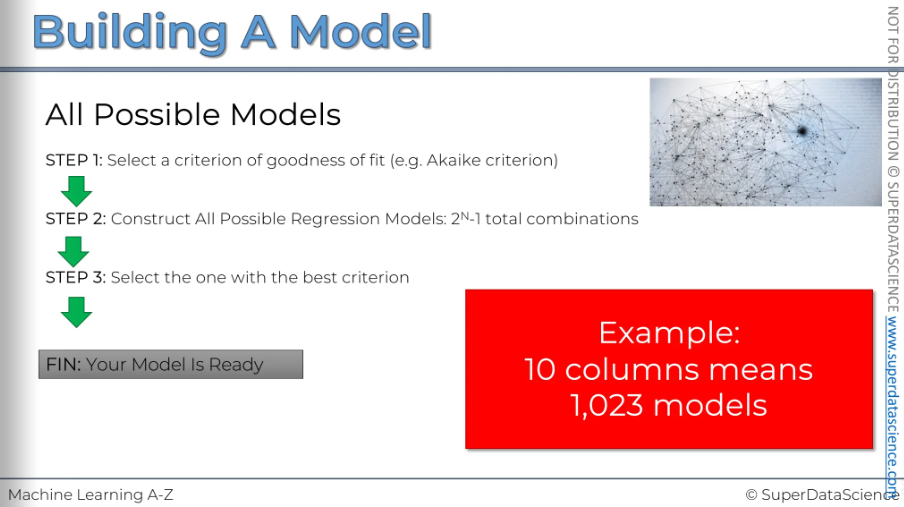 Building A Model
All Possible Models
STEP 1: Select a criterion of goodness of fit (e.g. Akaike criterion)
STEP 2: Construct All Possible Regression Models: 2ᴺ-1 total combinations
STEP 3: Select the one with the best criterion
FIN: Your Model Is Ready
Example:
10 columns means
1,023 models
Machine Learning A-Z
© SuperDataScience
NOT FOR DISTRIBUTION © SUPERDATASCIENCE www.superdatascience.com